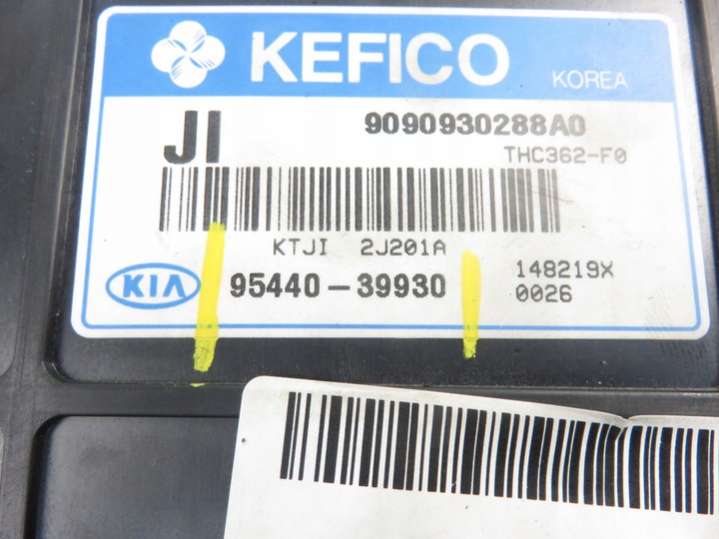 KEFICO KOREA
JI 9090930288A0
THC362-F0
KTJI 2J201A
KIA 95440-39930 148219X
0026